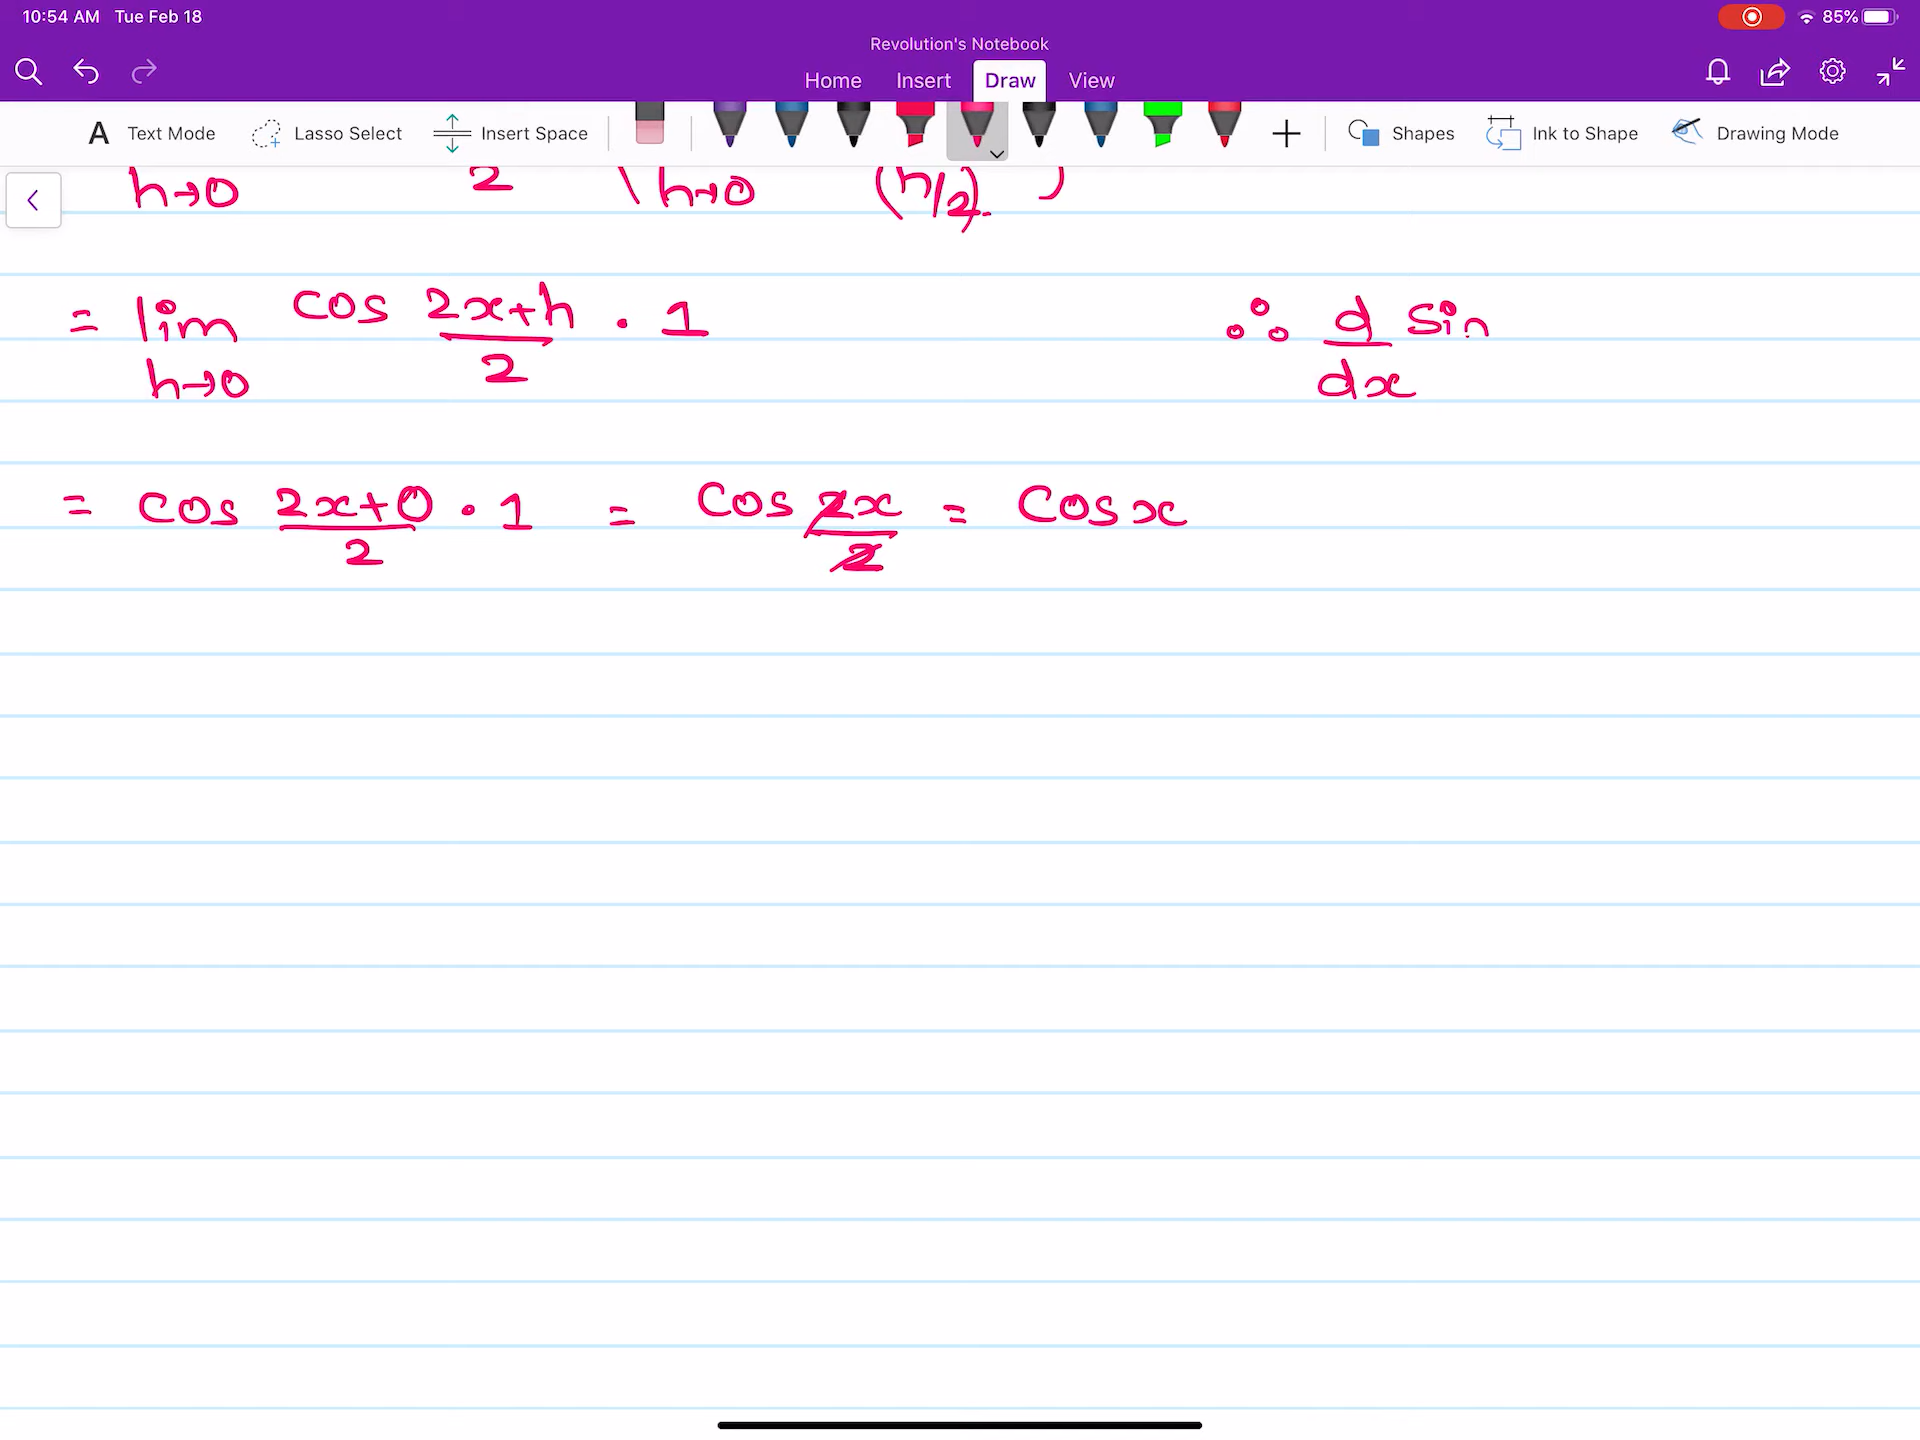 10:54 AM Tue Feb 18 85%
Revolution's Notebook
Home Insert Draw View
A Text Mode Lasso Select Insert Space Shapes Ink to Shape Drawing Mode
h→0 2 ( h→0 (h/2) )
= lim cos 2x+h . 1 ∴ d sin
h→0 2 dx
= cos 2x+0 . 1 = cos 2x = cos x
2 2